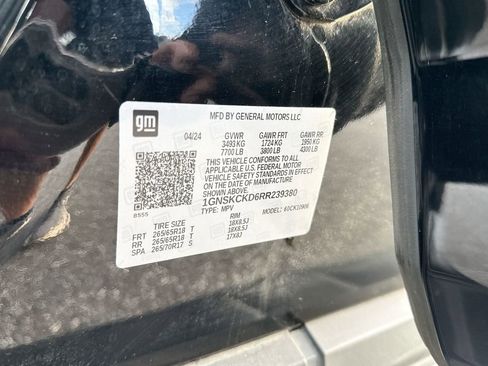 gm
MFD BY GENERAL MOTORS LLC
04/24 GVWR GAWR FRT GAWR RR
3493 KG 1724 KG 1950 KG
7700 LB 3800 LB 4300 LB
THIS VEHICLE CONFORMS TO ALL
APPLICABLE U.S. FEDERAL MOTOR
VEHICLE SAFETY STANDARDS IN EFFECT
ON THE DATE OF MANUFACTURE
SHOWN ABOVE.
1GNSKCKD6RR239380
8555 TYPE: MPV MODEL:
TIRE SIZE RIM
FRT 265/65R18 T 18X8.5J
RR 265/65R18 T 18X8.5J
SPA 265/70R17 S 17X8J